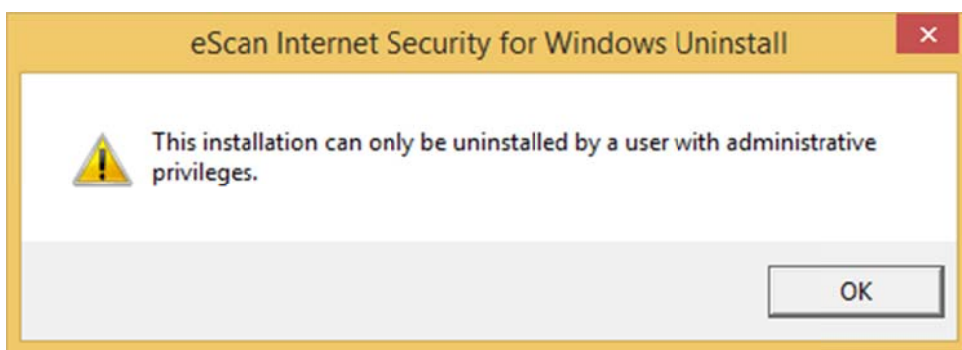 eScan Internet Security for Windows Uninstall
This installation can only be uninstalled by a user with administrative
privileges.
OK